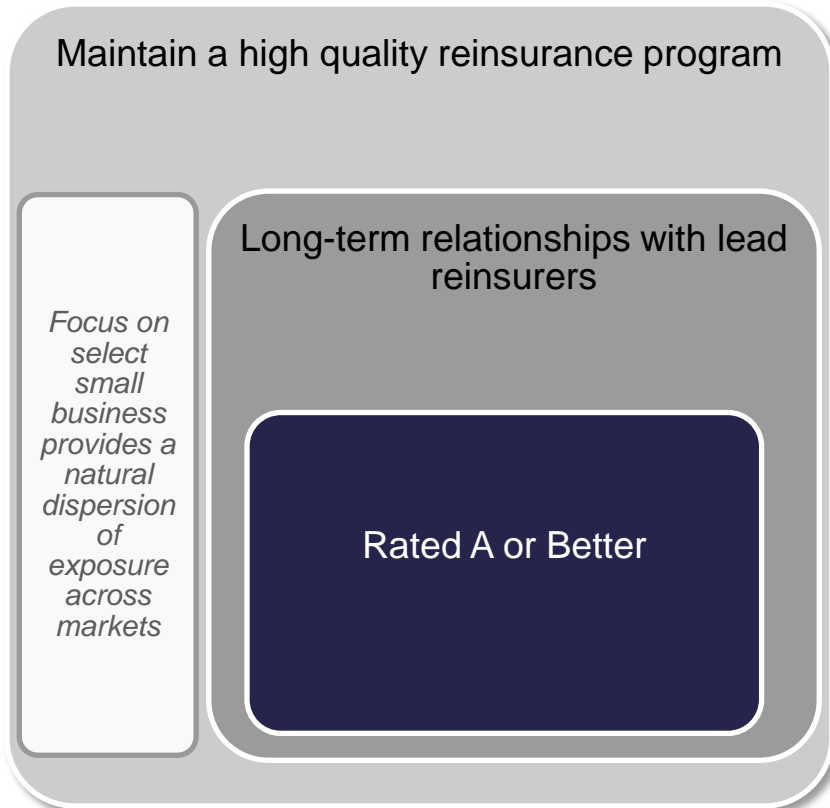 Maintain a high quality reinsurance program
Long-term relationships with lead
reinsurers
Focus on
select
small
business
provides a
natural
dispersion
of
exposure
across
markets
Rated A or Better